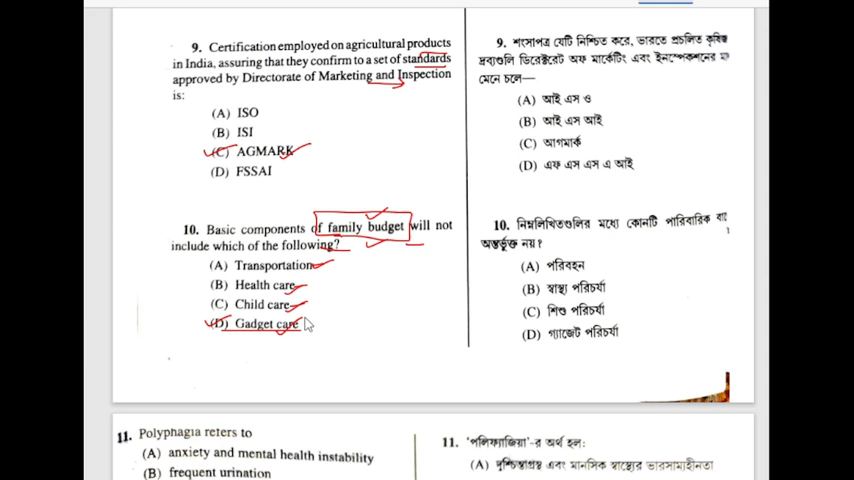 9. Certification employed on agricultural products
in India, assuring that they confirm to a set of standards
approved by Directorate of Marketing and Inspection
is:
(A) ISO
(B) ISI
(C) AGMARK
(D) FSSAI
10. Basic components of family budget will not
include which of the following?
(A) Transportation
(B) Health care
(C) Child care
(D) Gadget care
9. শংসাপত্র যেটি নিশ্চিত করে, ভারতে প্রচলিত কৃষিজ
দ্রব্যগুলি ডিরেক্টরেট অফ মার্কেটিং এবং ইনস্পেকশনের
মেনে চলে—
(A) আই এস ও
(B) আই এস আই
(C) আগমার্ক
(D) এফ এস এস এ আই
10. নিম্নলিখিতগুলির মধ্যে কোনটি পারিবারিক
অন্তর্ভুক্ত নয়?
(A) পরিবহন
(B) স্বাস্থ্য পরিচর্যা
(C) শিশু পরিচর্যা
(D) গ্যাজেট পরিচর্যা
11. Polyphagia refers to
(A) anxiety and mental health instability
(B) frequent urination
11. 'পলিফ্যাজিয়া'-র অর্থ হল:
(A) দুশ্চিন্তাগ্রস্থ এবং মানসিক স্বাস্থ্যের ভারসাম্যহীনতা